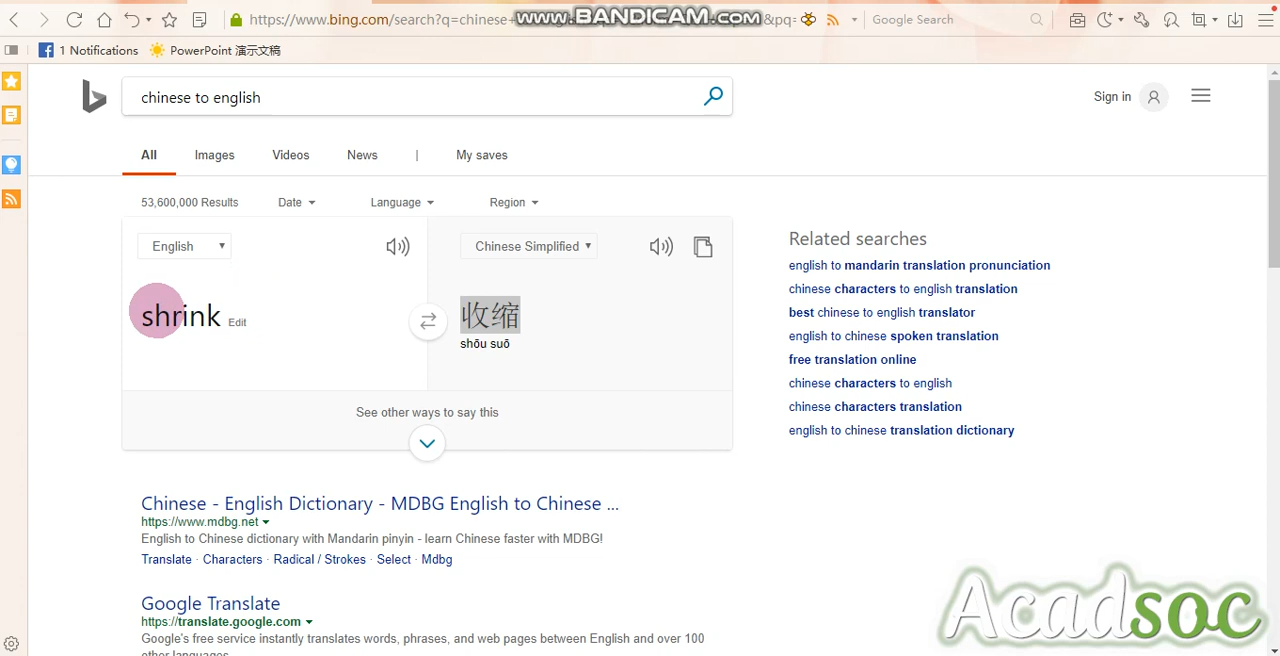 https://www.bing.com/search?q=chinese+
www.BANDICAM.com
&pq=
Google Search
1 Notifications
PowerPoint 演示文稿
chinese to english
Sign in
All
Images
Videos
News
|
My saves
53,600,000 Results
Date
Language
Region
English
Chinese Simplified
shrink Edit
收缩
shōu suō
See other ways to say this
Related searches
english to mandarin translation pronunciation
chinese characters to english translation
best chinese to english translator
english to chinese spoken translation
free translation online
chinese characters to english
chinese characters translation
english to chinese translation dictionary
Chinese - English Dictionary - MDBG English to Chinese ...
https://www.mdbg.net
English to Chinese dictionary with Mandarin pinyin - learn Chinese faster with MDBG!
Translate · Characters · Radical / Strokes · Select · Mdbg
Google Translate
https://translate.google.com
Google's free service instantly translates words, phrases, and web pages between English and over 100
other languages.
Acadsoc